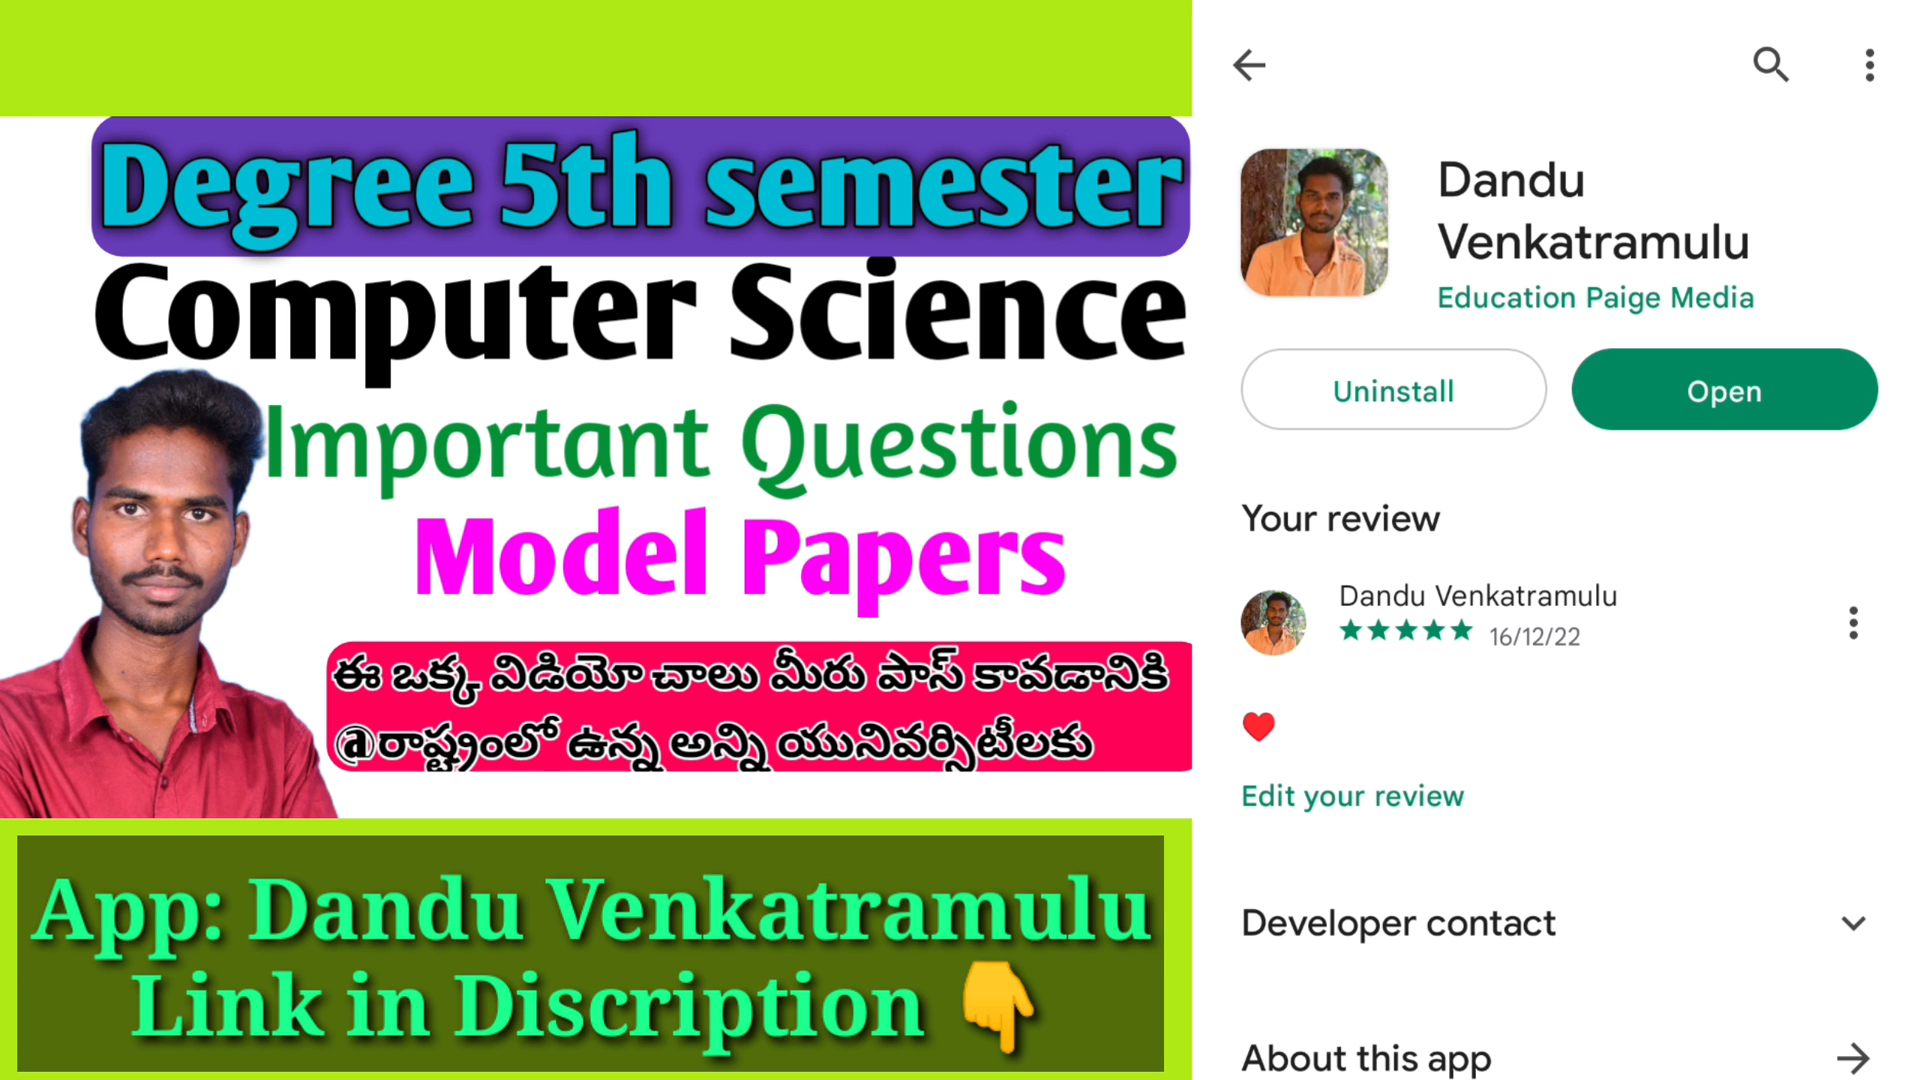 Degree 5th semester
Computer Science
Important Questions
Model Papers
ఈ ఒక్క విడియో చాలు మీరు పాస్ కావడానికి
@రాష్ట్రంలో ఉన్న అన్ని యునివర్సిటీలకు
App: Dandu Venkatramulu
Link in Discription 👇
Dandu
Venkatramulu
Education Paige Media
Uninstall
Open
Your review
Dandu Venkatramulu
★★★★★ 16/12/22
❤️
Edit your review
Developer contact
About this app